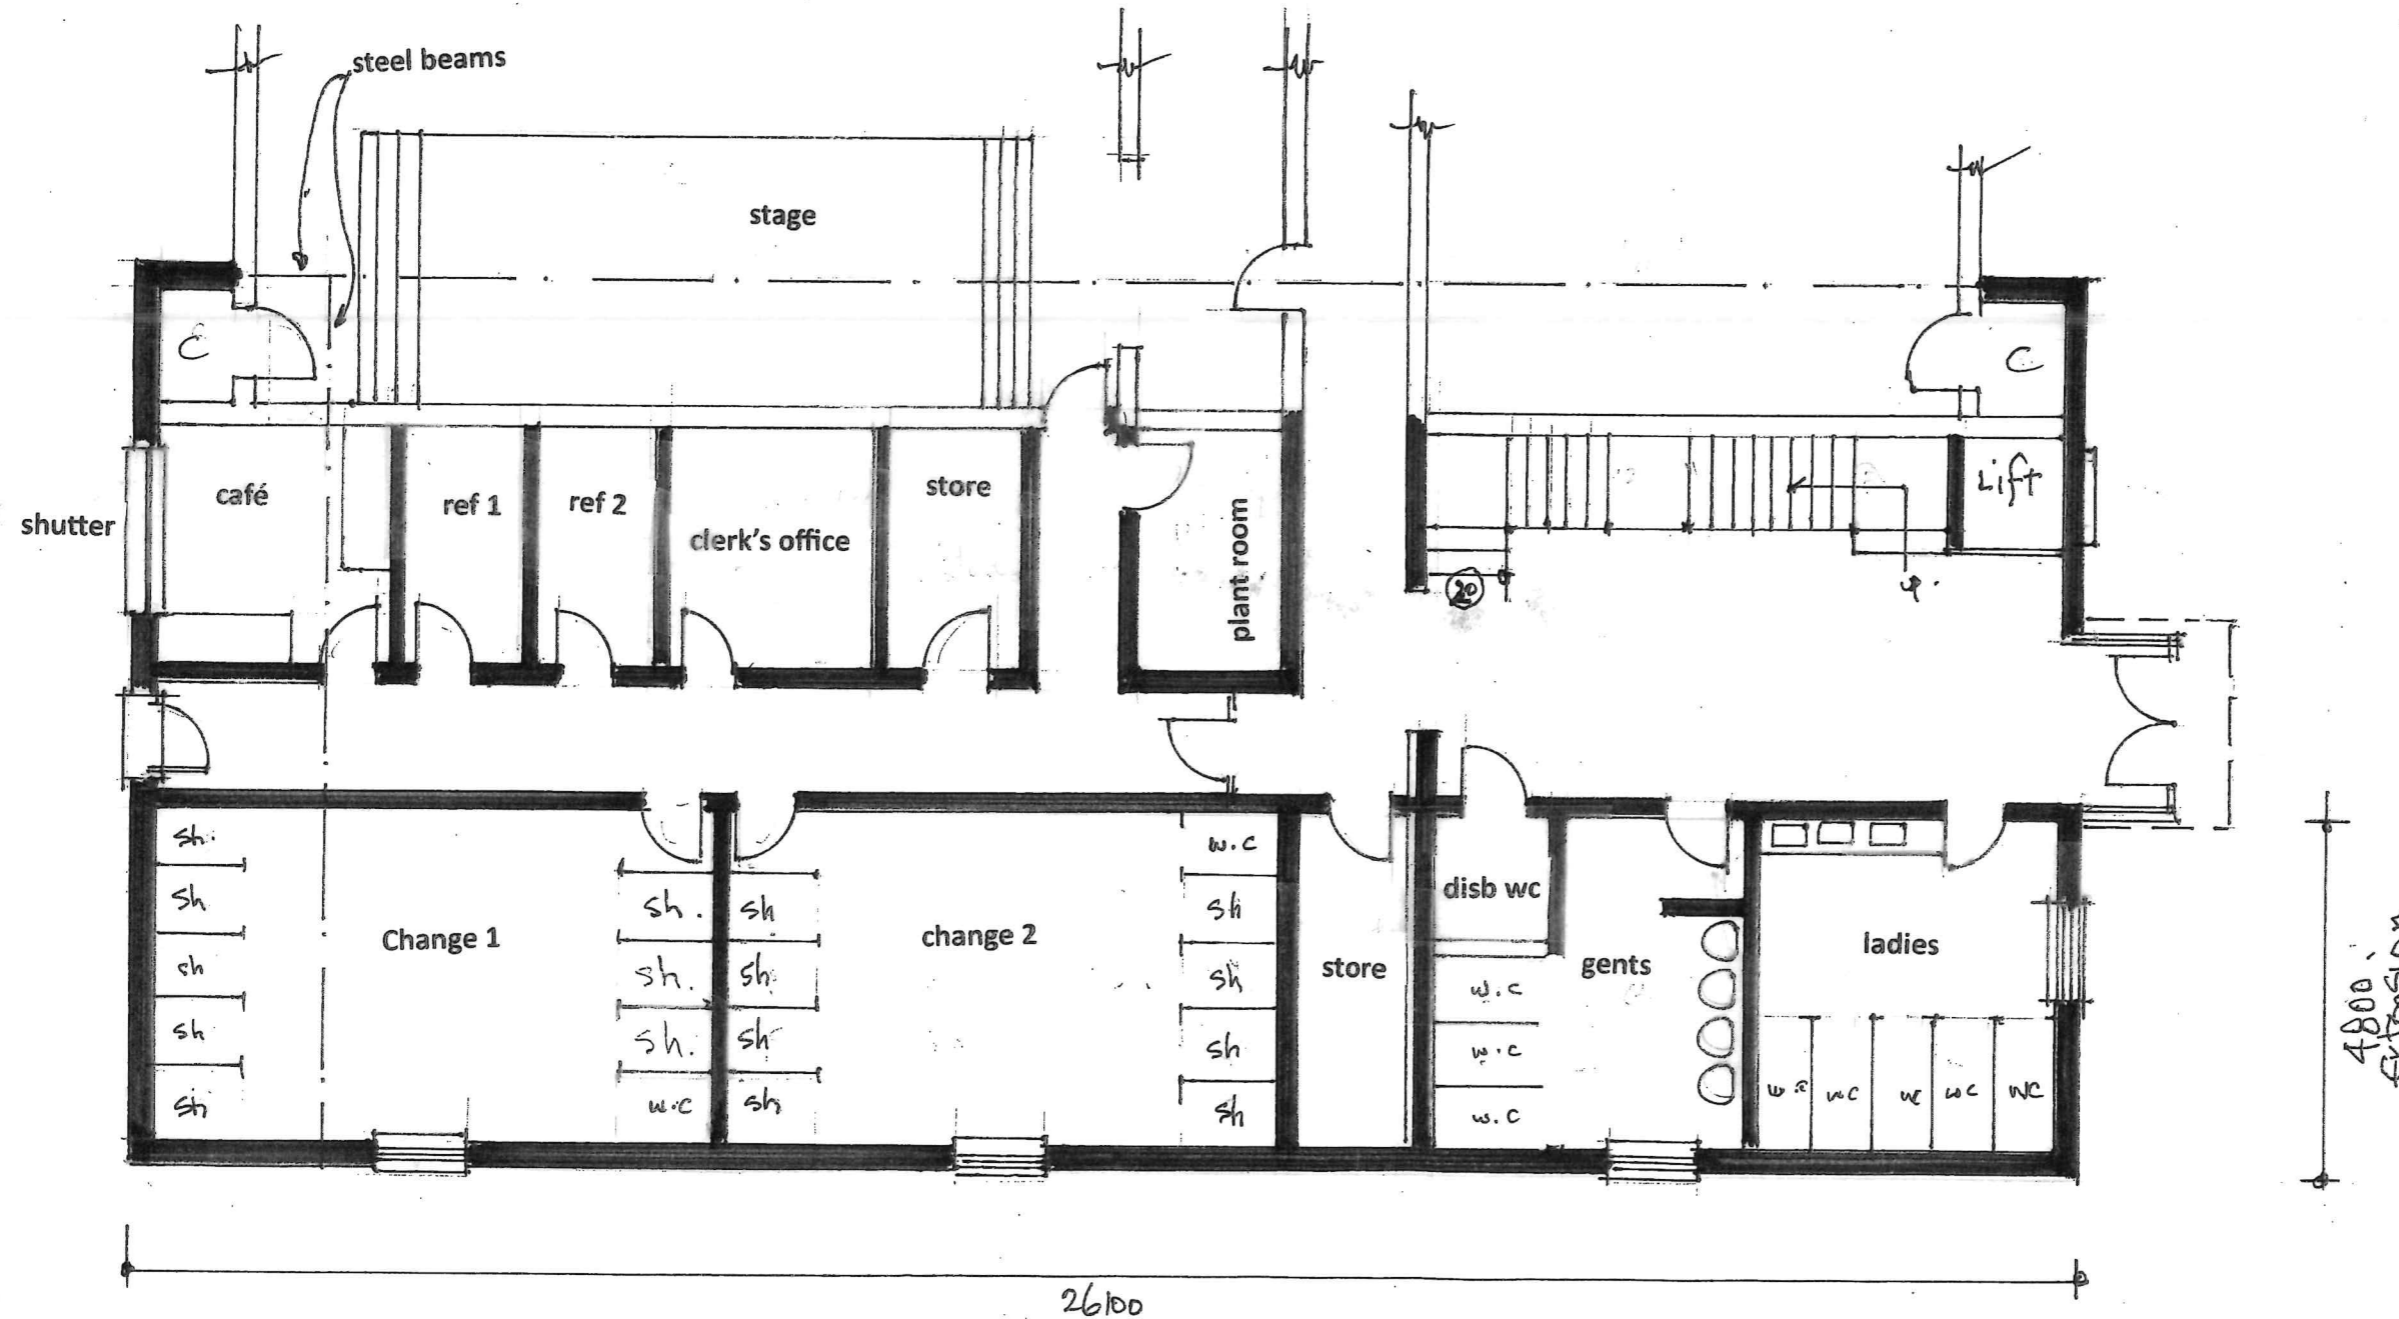 steel beams
stage
C
C
café
ref 1
ref 2
clerk's office
store
plant room
Lift
shutter
20
up.
sh.
sh
sh
sh
sh
Change 1
sh.
sh.
sh.
w.c
sh
sh
sh
sh
change 2
w.c
sh
sh
sh
sh
store
disb wc
w.c
w.c
w.c
gents
ladies
w.c
wc
wc
wc
WC
4800
Extension
26100